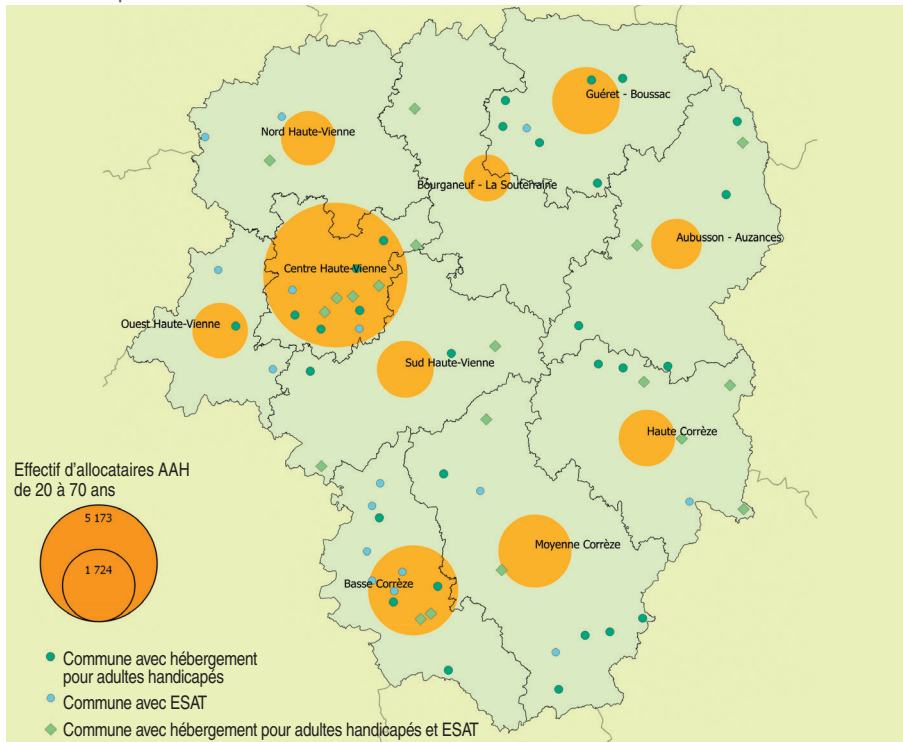 Guéret - Boussac
Nord Haute-Vienne
Bourganeuf - La Souterraine
Aubusson - Auzances
Centre Haute-Vienne
Ouest Haute-Vienne
Sud Haute-Vienne
Haute Corrèze
Effectif d'allocataires AAH
de 20 à 70 ans
5 173
1 724
Moyenne Corrèze
Basse Corrèze
Commune avec hébergement
pour adultes handicapés
Commune avec ESAT
Commune avec hébergement pour adultes handicapés et ESAT